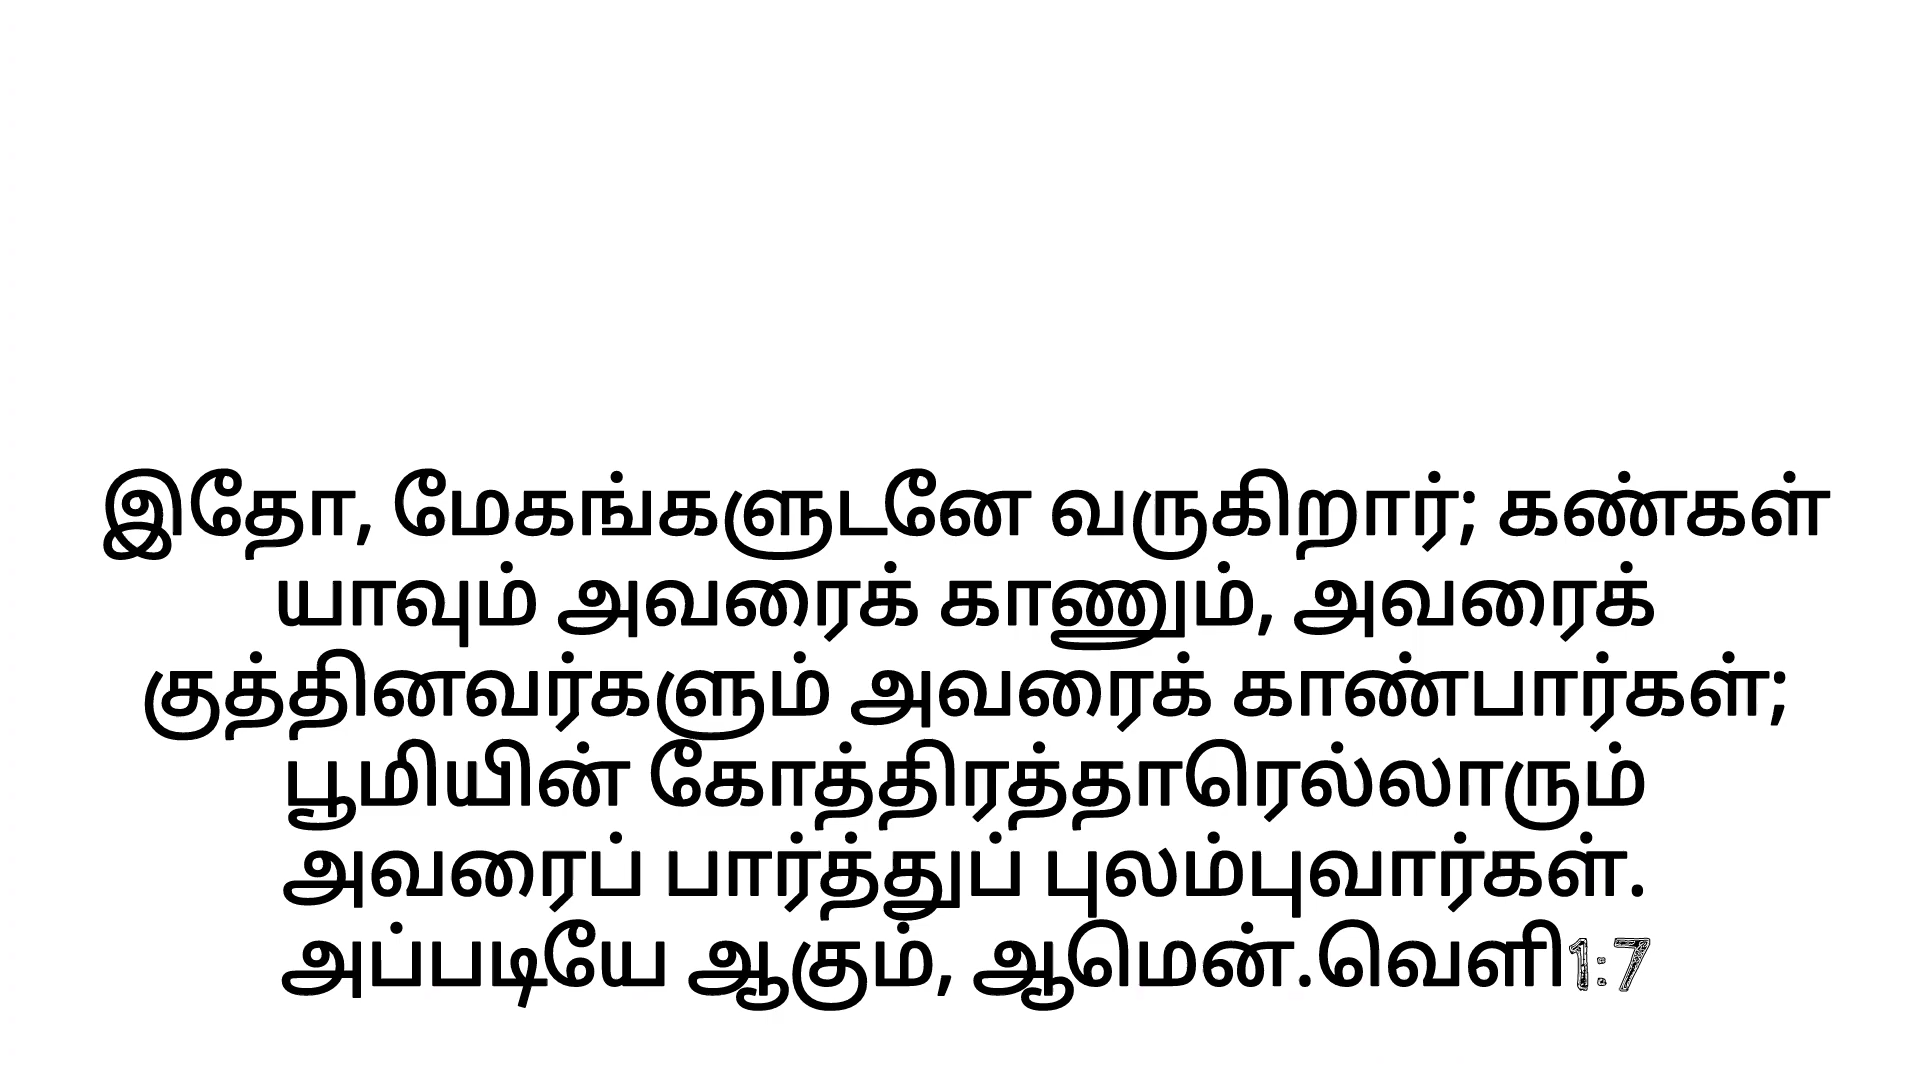 இதோ, மேகங்களுடனே வருகிறார்; கண்கள்
யாவும் அவரைக் காணும், அவரைக்
குத்தினவர்களும் அவரைக் காண்பார்கள்;
பூமியின் கோத்திரத்தாரெல்லாரும்
அவரைப் பார்த்துப் புலம்புவார்கள்.
அப்படியே ஆகும், ஆமென்.வெளி1:7